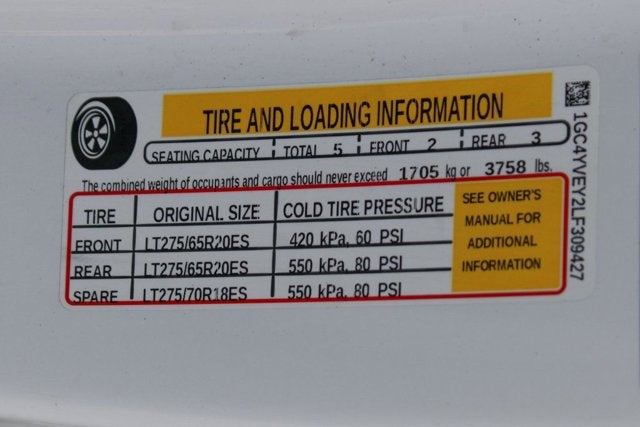 TIRE AND LOADING INFORMATION
SEATING CAPACITY TOTAL 5 FRONT 2 REAR 3
The combined weight of occupants and cargo should never exceed 1705 kg or 3758 lbs.
TIRE ORIGINAL SIZE COLD TIRE PRESSURE
FRONT LT275/65R20ES 420 kPa, 60 PSI
REAR LT275/65R20ES 550 kPa, 80 PSI
SPARE LT275/70R18ES 550 kPa, 80 PSI
SEE OWNER'S
MANUAL FOR
ADDITIONAL
INFORMATION
1GC4YVEY2LF309427